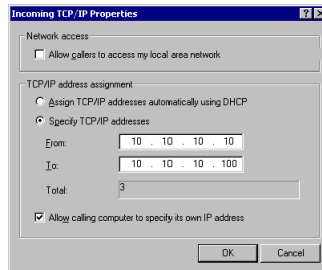 Incoming TCP/IP Properties
Network access
Allow callers to access my local area network
TCP/IP address assignment
Assign TCP/IP addresses automatically using DHCP
Specify TCP/IP addresses
From: 10 . 10 . 10 . 10
To: 10 . 10 . 10 . 100
Total: 3
Allow calling computer to specify its own IP address
OK Cancel